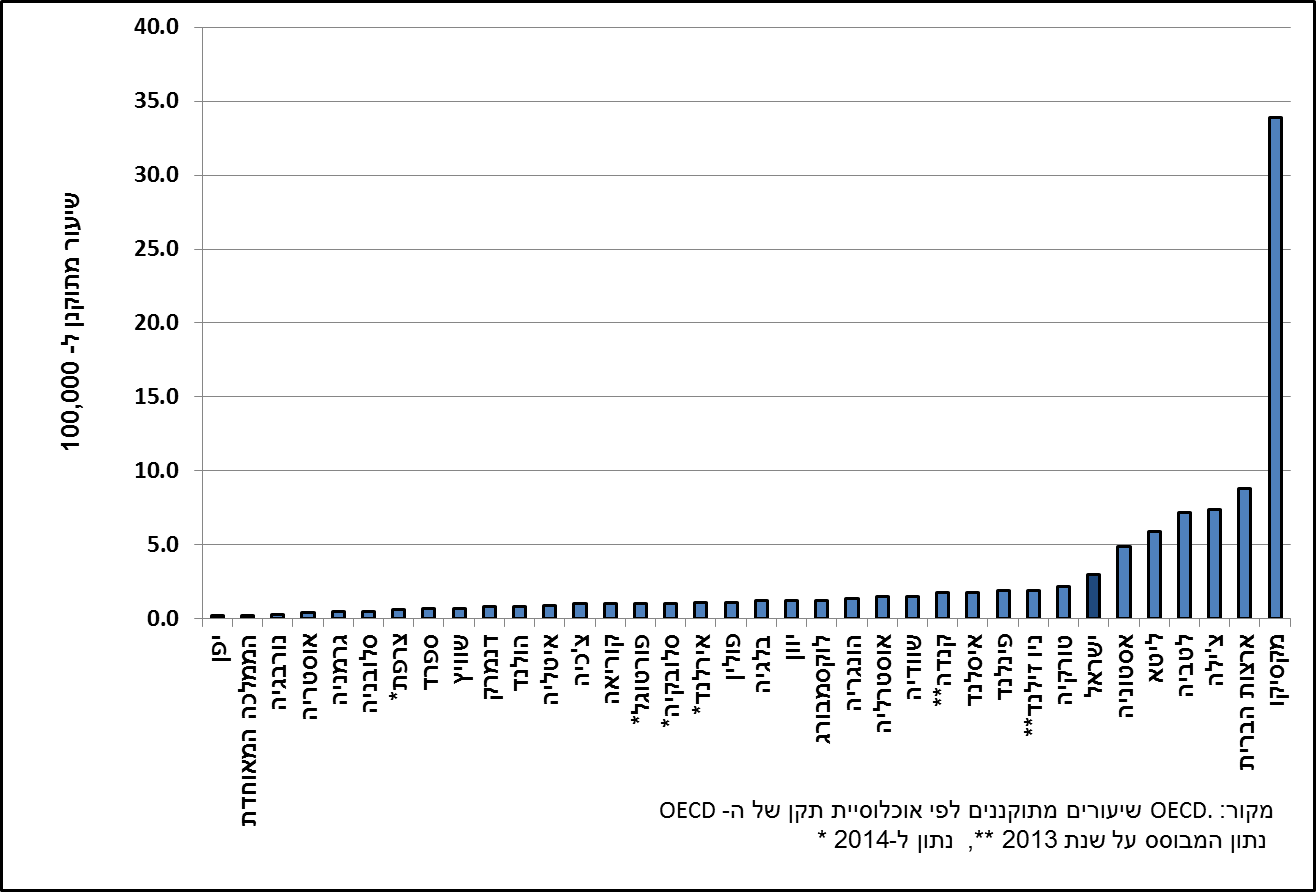 40.0
35.0
30.0
25.0
20.0
15.0
10.0
5.0
0.0
שיעור מתוקנן ל- 100,000
יפן
הממלכה המאוחדת
נורבגיה
אוסטריה
גרמניה
סלובניה
צרפת*
ספרד
שוויץ
דנמרק
הולנד
איטליה
צ'כיה
קוריאה
פורטוגל*
סלובקיה*
אירלנד*
פולין
בלגיה
יוון
לוקסמבורג
הונגריה
אוסטרליה
שוודיה
קנדה**
איסלנד
פינלנד
ניו זילנד**
טורקיה
ישראל
אסטוניה
ליטא
לטביה
צ'ילה
ארצות הברית
מקסיקו
מקור: .OECD שיעורים מתוקננים לפי אוכלוסיית תקן של ה- OECD
נתון המבוסס על שנת 2013 **, נתון ל-2014 *